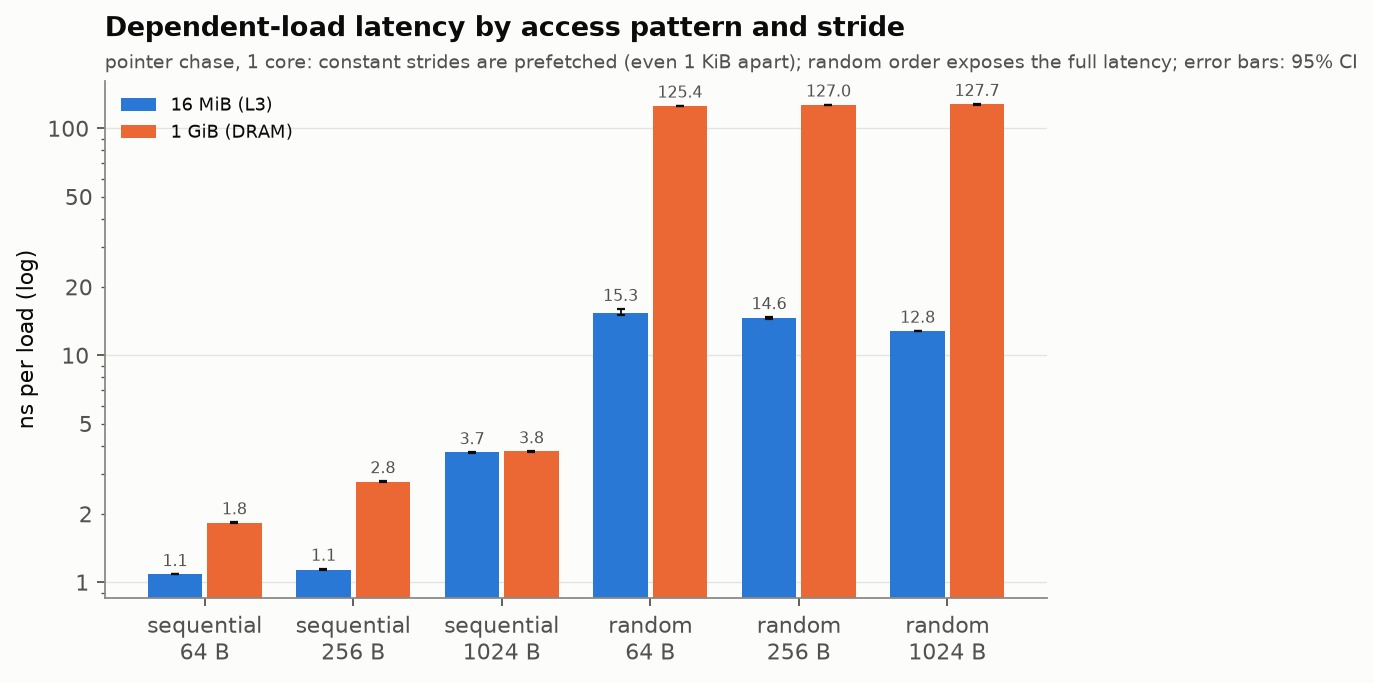 Dependent-load latency by access pattern and stride
pointer chase, 1 core: constant strides are prefetched (even 1 KiB apart); random order exposes the full latency; error bars: 95% CI
16 MiB (L3)
1 GiB (DRAM)
ns per load (log)
100
50
20
10
5
2
1
1.1
1.8
1.1
2.8
3.7
3.8
15.3
125.4
14.6
127.0
12.8
127.7
sequential
64 B
sequential
256 B
sequential
1024 B
random
64 B
random
256 B
random
1024 B